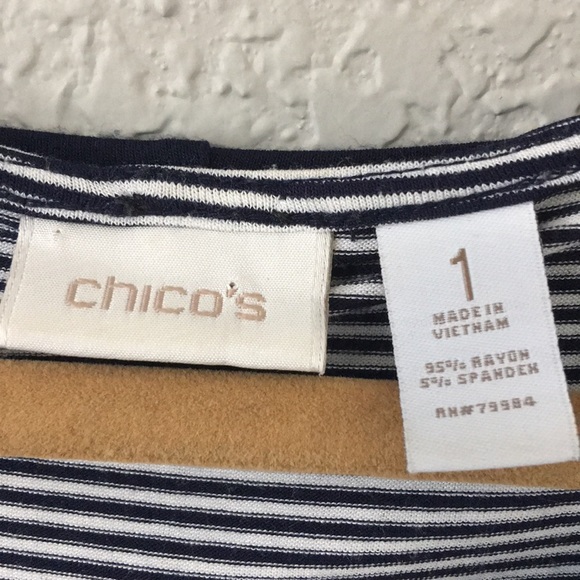 chico's
1
MADE IN
VIETNAM
95% RAYON
5% SPANDEX
RN#79984